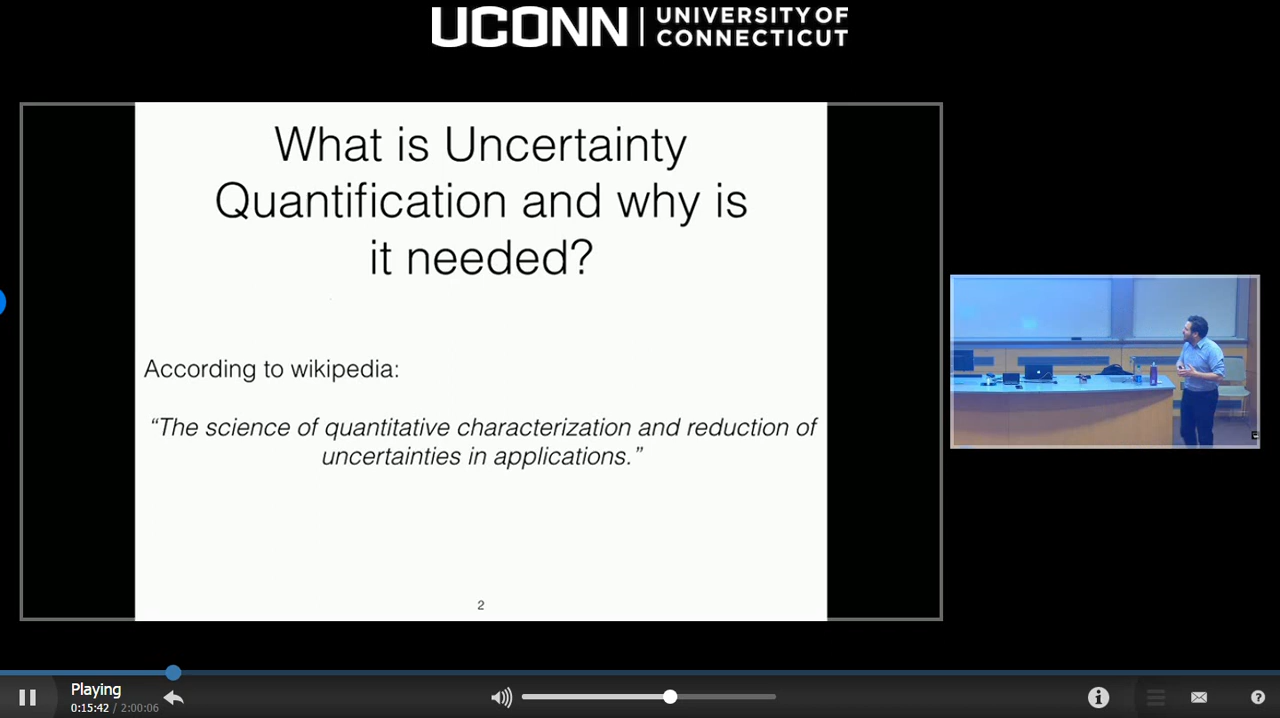 UCONN | UNIVERSITY OF
CONNECTICUT
What is Uncertainty
Quantification and why is
it needed?
According to wikipedia:
“The science of quantitative characterization and reduction of
uncertainties in applications.”
2
Playing
0:15:42 / 2:00:06